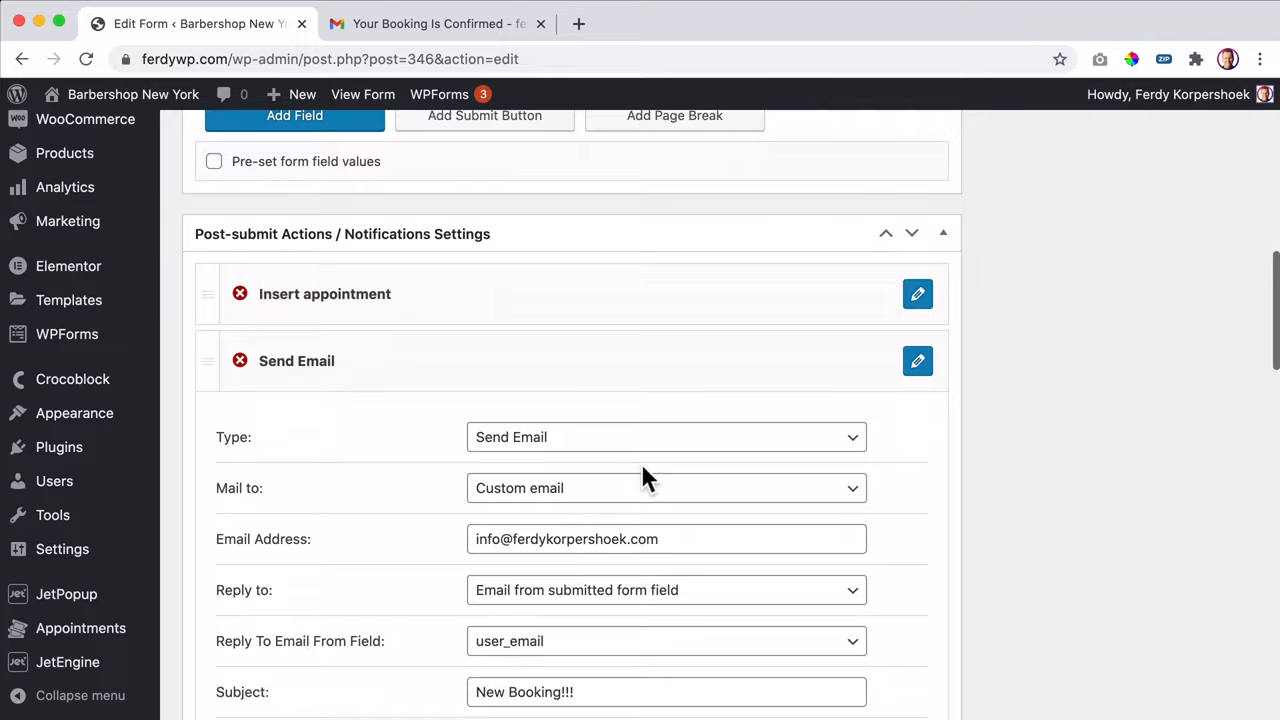 Edit Form ‹ Barbershop New Yo
Your Booking Is Confirmed - fe
ferdywp.com/wp-admin/post.php?post=346&action=edit
ZIP
Barbershop New York
0
New
View Form
WPForms
3
Howdy, Ferdy Korpershoek
Woo
WooCommerce
Products
Analytics
Marketing
Elementor
Templates
WPForms
Crocoblock
Appearance
Plugins
Users
Tools
Settings
Jet
JetPopup
Appointments
Jet
JetEngine
Collapse menu
Add Field
Add Submit Button
Add Page Break
Pre-set form field values
Post-submit Actions / Notifications Settings
Insert appointment
Send Email
Type:
Send Email
Mail to:
Custom email
Email Address:
info@ferdykorpershoek.com
Reply to:
Email from submitted form field
Reply To Email From Field:
user_email
Subject:
New Booking!!!